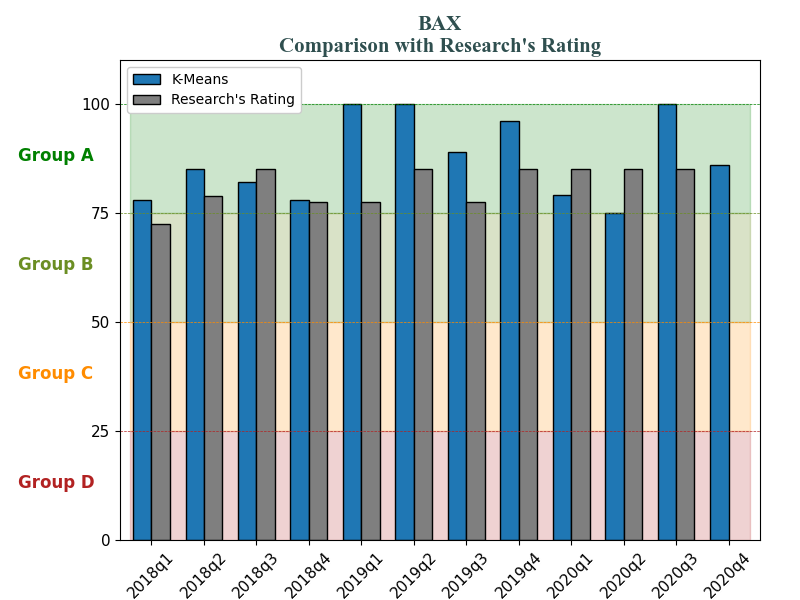 BAX
Comparison with Research's Rating
K-Means
Research's Rating
100
Group A
75
Group B
50
Group C
25
Group D
0
2018q1
2018q2
2018q3
2018q4
2019q1
2019q2
2019q3
2019q4
2020q1
2020q2
2020q3
2020q4